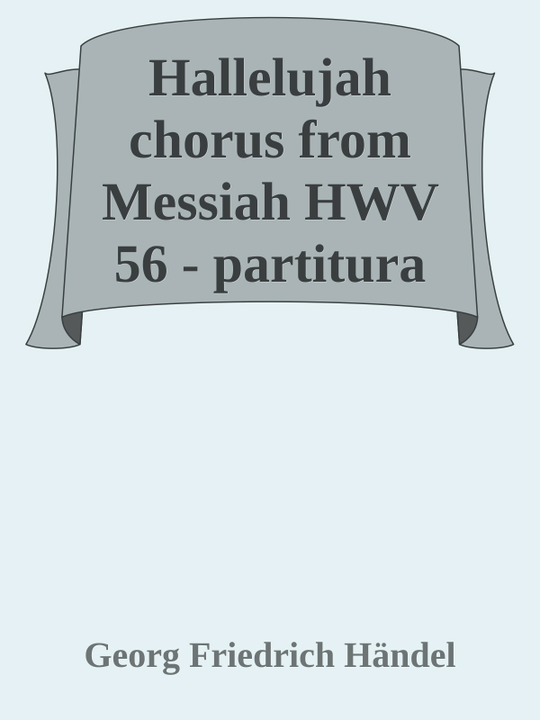 Hallelujah
chorus from
Messiah HWV
56 - partitura
Georg Friedrich Händel